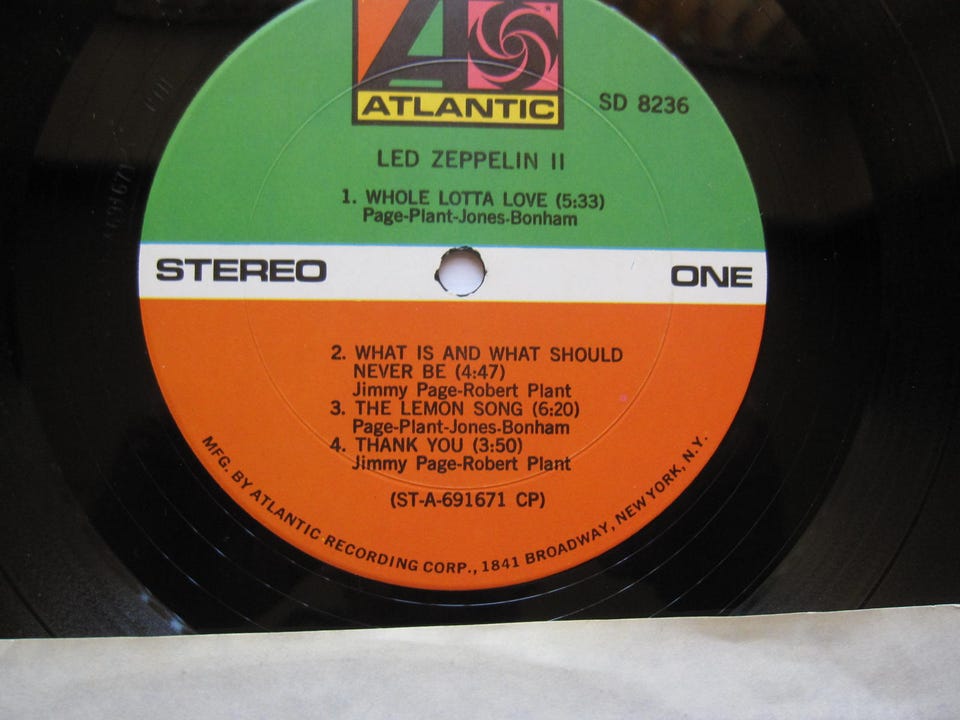 ATLANTIC
SD 8236
LED ZEPPELIN II
1. WHOLE LOTTA LOVE (5:33)
Page-Plant-Jones-Bonham
STEREO
ONE
2. WHAT IS AND WHAT SHOULD
NEVER BE (4:47)
Jimmy Page-Robert Plant
3. THE LEMON SONG (6:20)
Page-Plant-Jones-Bonham
4. THANK YOU (3:50)
Jimmy Page-Robert Plant
(ST-A-691671 CP)
MFG. BY ATLANTIC RECORDING CORP., 1841 BROADWAY, NEW YORK, N.Y.